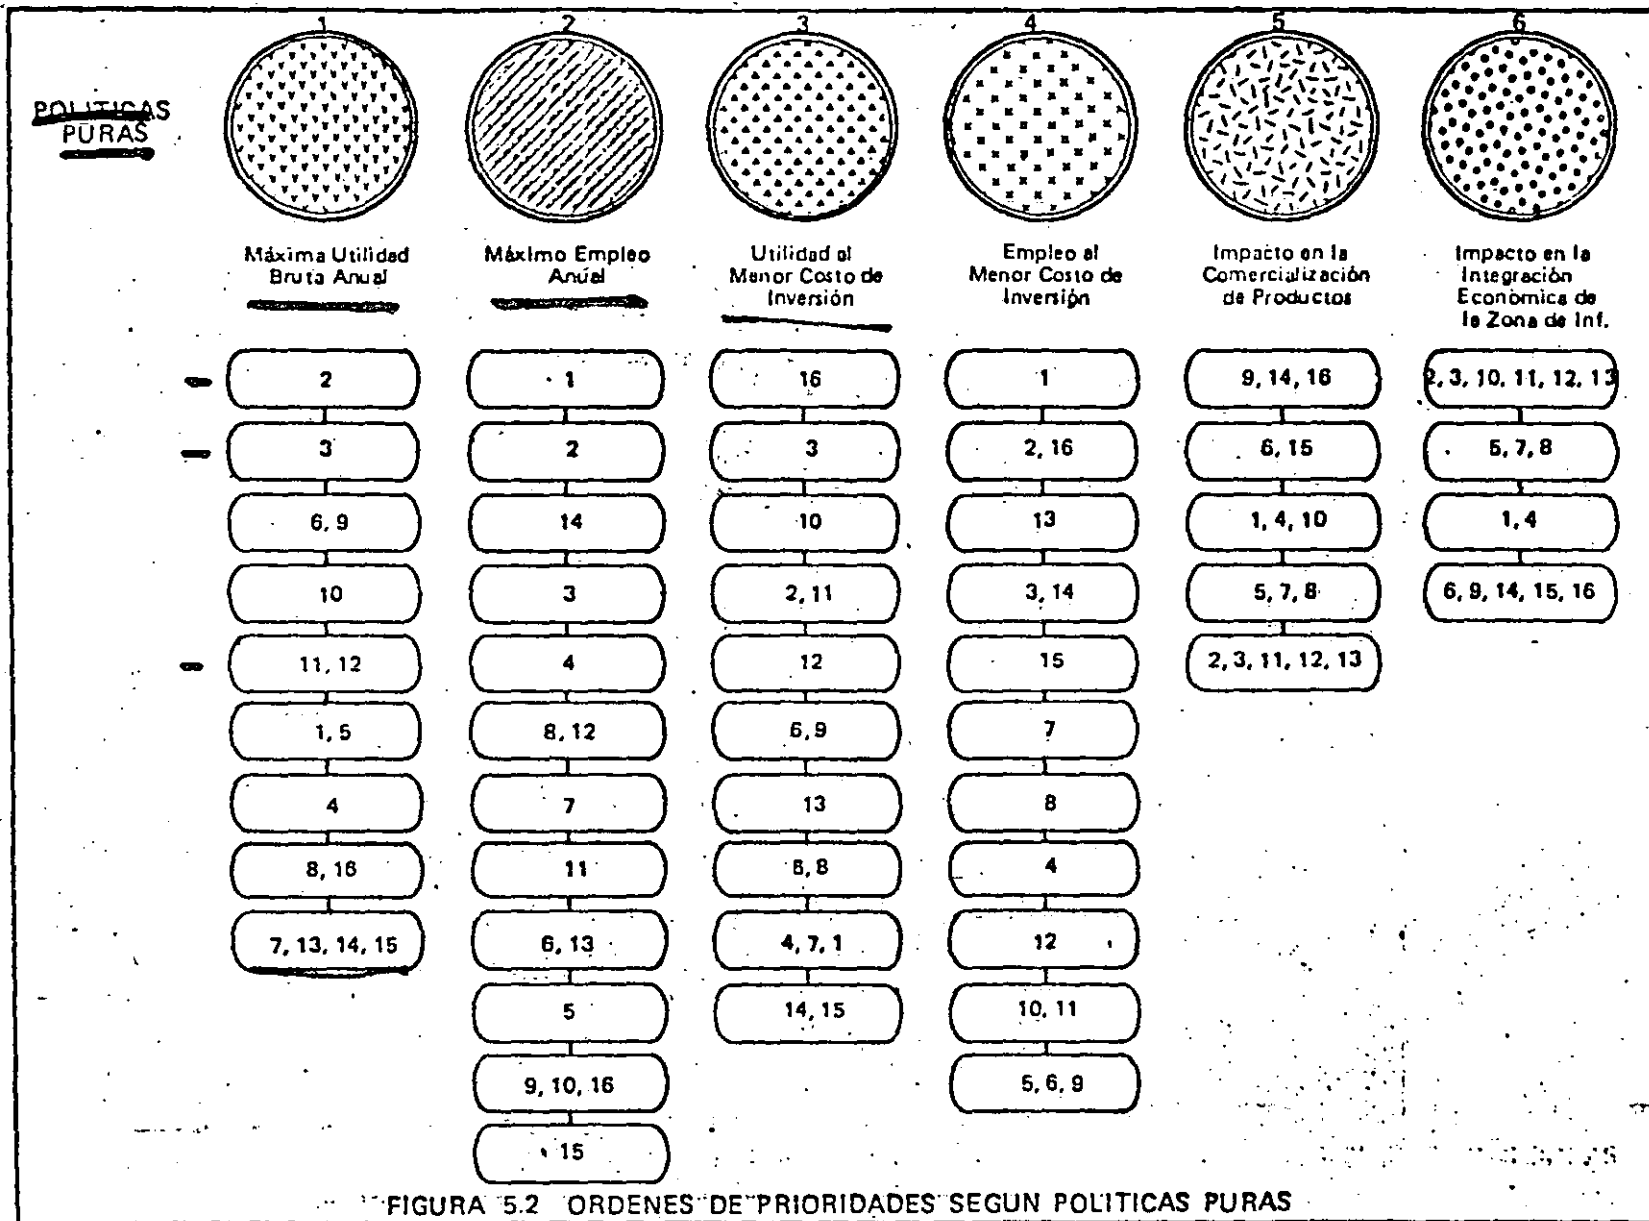 1 2 3 4 5 6
POLITICAS
PURAS
Máxima Utilidad
Bruta Anual
Máximo Empleo
Anúal
Utilidad al
Menor Costo de
Inversión
Empleo al
Menor Costo de
Inversión
Impacto en la
Comercialización
de Productos
Impacto en la
Integración
Económica de
la Zona de Inf.
2
3
6, 9
10
11, 12
1, 5
4
8, 16
7, 13, 14, 15
1
2
14
3
4
8, 12
7
11
6, 13
5
9, 10, 16
15
16
3
10
2, 11
12
6, 9
13
8
4, 7, 1
14, 15
1
2, 16
13
3, 14
15
7
8
4
12
10, 11
5, 6, 9
9, 14, 16
6, 15
1, 4, 10
5, 7, 8
2, 3, 11, 12, 13
2, 3, 10, 11, 12, 13
5, 7, 8
1, 4
6, 9, 14, 15, 16
FIGURA 5.2 ORDENES DE PRIORIDADES SEGUN POLITICAS PURAS